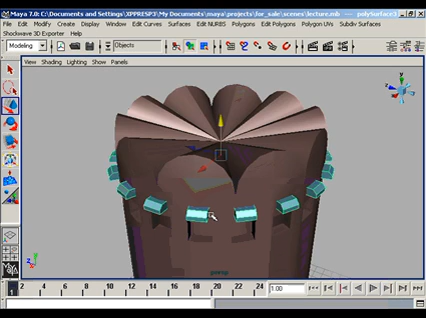 Maya 7.0: C:\Documents and Settings\XPPRESP3\My Documents\maya\projects\for_sale\scenes\lecture.mb --- polySurface3
File Edit Modify Create Display Window Edit Curves Surfaces Edit NURBS Polygons Edit Polygons Polygon UVs Subdiv Surfaces
Shockwave 3D Exporter Help
Modeling Objects
View Shading Lighting Show Panels
persp
2 4 6 8 10 12 14 16 18 20 22 24 1.00
1